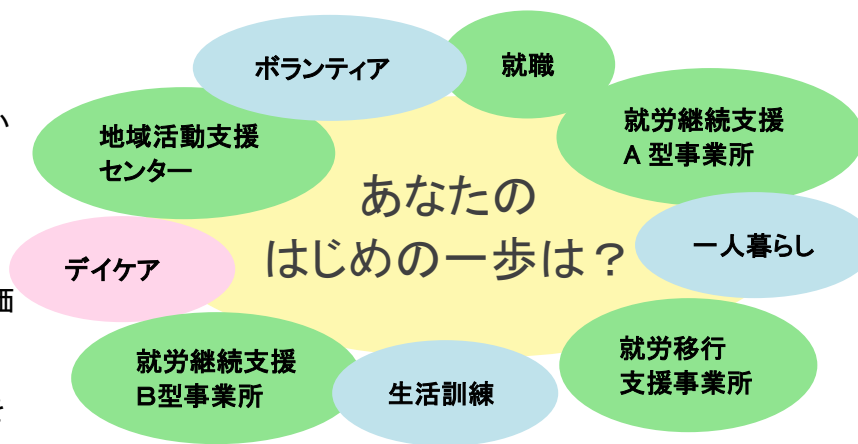 ボランティア
就職
い
地域活動支援
センター
就労継続支援
A 型事業所
あなたの
はじめの一歩は?
一人暮らし
デイケア
価
就労継続支援
B型事業所
生活訓練
就労移行
支援事業所